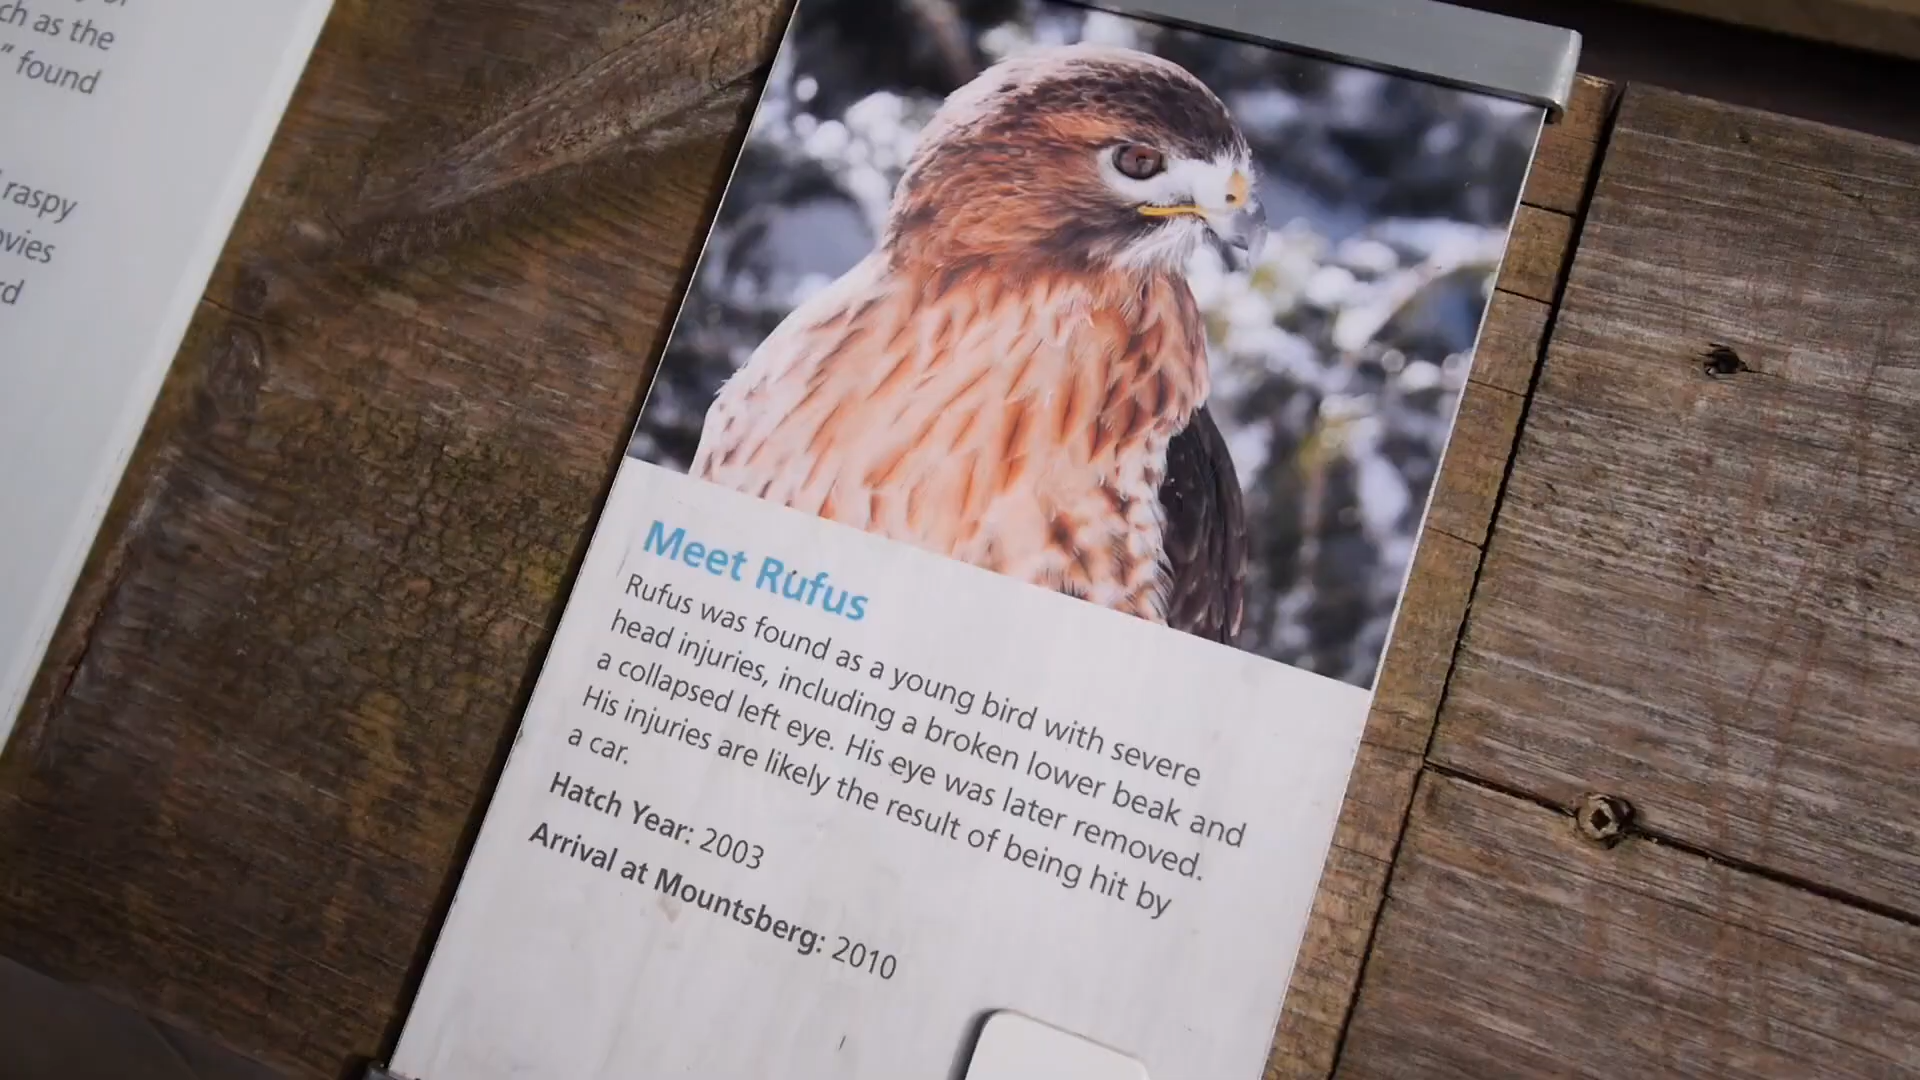 ch as the
" found
raspy
ovies
rd
Meet Rufus
Rufus was found as a young bird with severe
head injuries, including a broken lower beak and
a collapsed left eye. His eye was later removed.
His injuries are likely the result of being hit by
a car.
Hatch Year: 2003
Arrival at Mountsberg: 2010